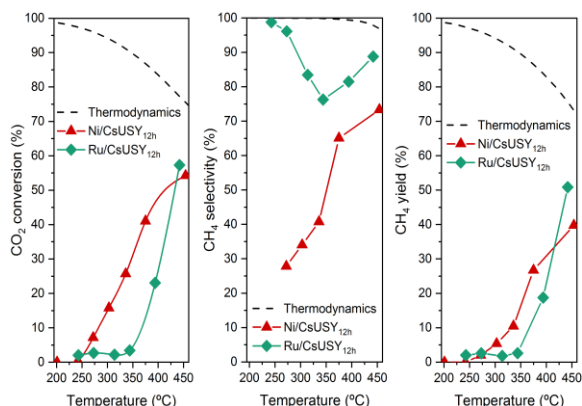 100
90
80
70
60
50
40
30
20
10
0
CO₂ conversion (%)
Thermodynamics
Ni/CsUSY₁₂ₕ
Ru/CsUSY₁₂ₕ
200 250 300 350 400 450
Temperature (ºC)
100
90
80
70
60
50
40
30
20
10
0
CH₄ selectivity (%)
Thermodynamics
Ni/CsUSY₁₂ₕ
Ru/CsUSY₁₂ₕ
200 250 300 350 400 450
Temperature (ºC)
100
90
80
70
60
50
40
30
20
10
0
CH₄ yield (%)
Thermodynamics
Ni/CsUSY₁₂ₕ
Ru/CsUSY₁₂ₕ
200 250 300 350 400 450
Temperature (ºC)